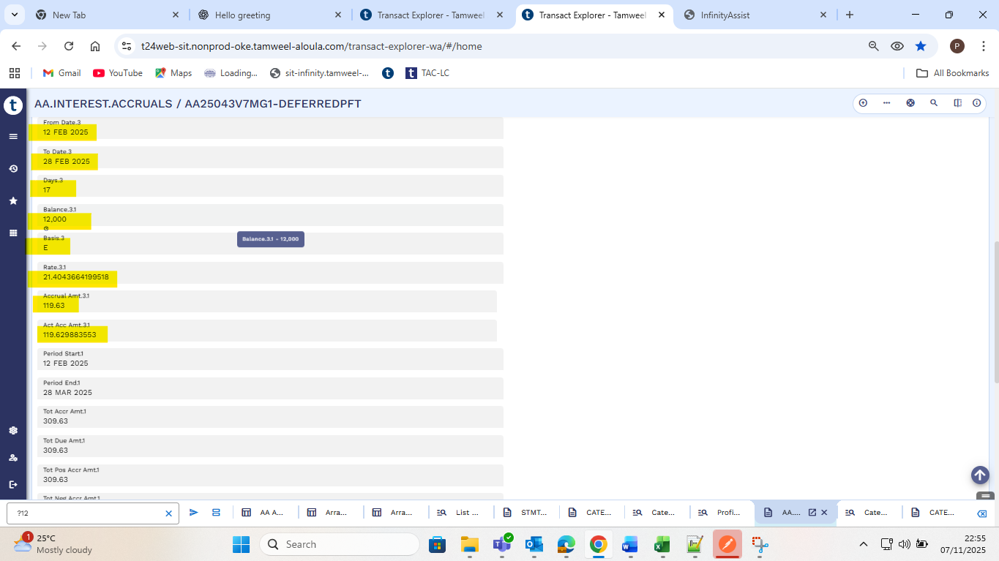 New Tab
Hello greeting
Transact Explorer - Tamweel
Transact Explorer - Tamweel
InfinityAssist
t24web-sit.nonprod-oke.tamweel-aloula.com/transact-explorer-wa/#/home
P
Gmail
YouTube
Maps
Loading...
sit-infinity.tamweel-...
TAC-LC
All Bookmarks
AA.INTEREST.ACCRUALS / AA25043V7MG1-DEFERREDPFT
From Date.3
12 FEB 2025
To Date.3
28 FEB 2025
Days.3
17
Balance.3.1
12,000
Basis.3
E
Balance.3.1 - 12,000
Rate.3.1
21.4043664199518
Accrual Amt.3.1
119.63
Act Acc Amt.3.1
119.629883553
Period Start.1
12 FEB 2025
Period End.1
28 MAR 2025
Tot Accr Amt.1
309.63
Tot Due Amt.1
309.63
Tot Pos Accr Amt.1
309.63
Tot Neg Accr Amt.1
?12
AA A...
Arra...
Arra...
List ...
STMT...
CATE...
Cate...
Profi...
AA....
Cate...
CATE...
1
25°C
Mostly cloudy
Search
22:55
07/11/2025